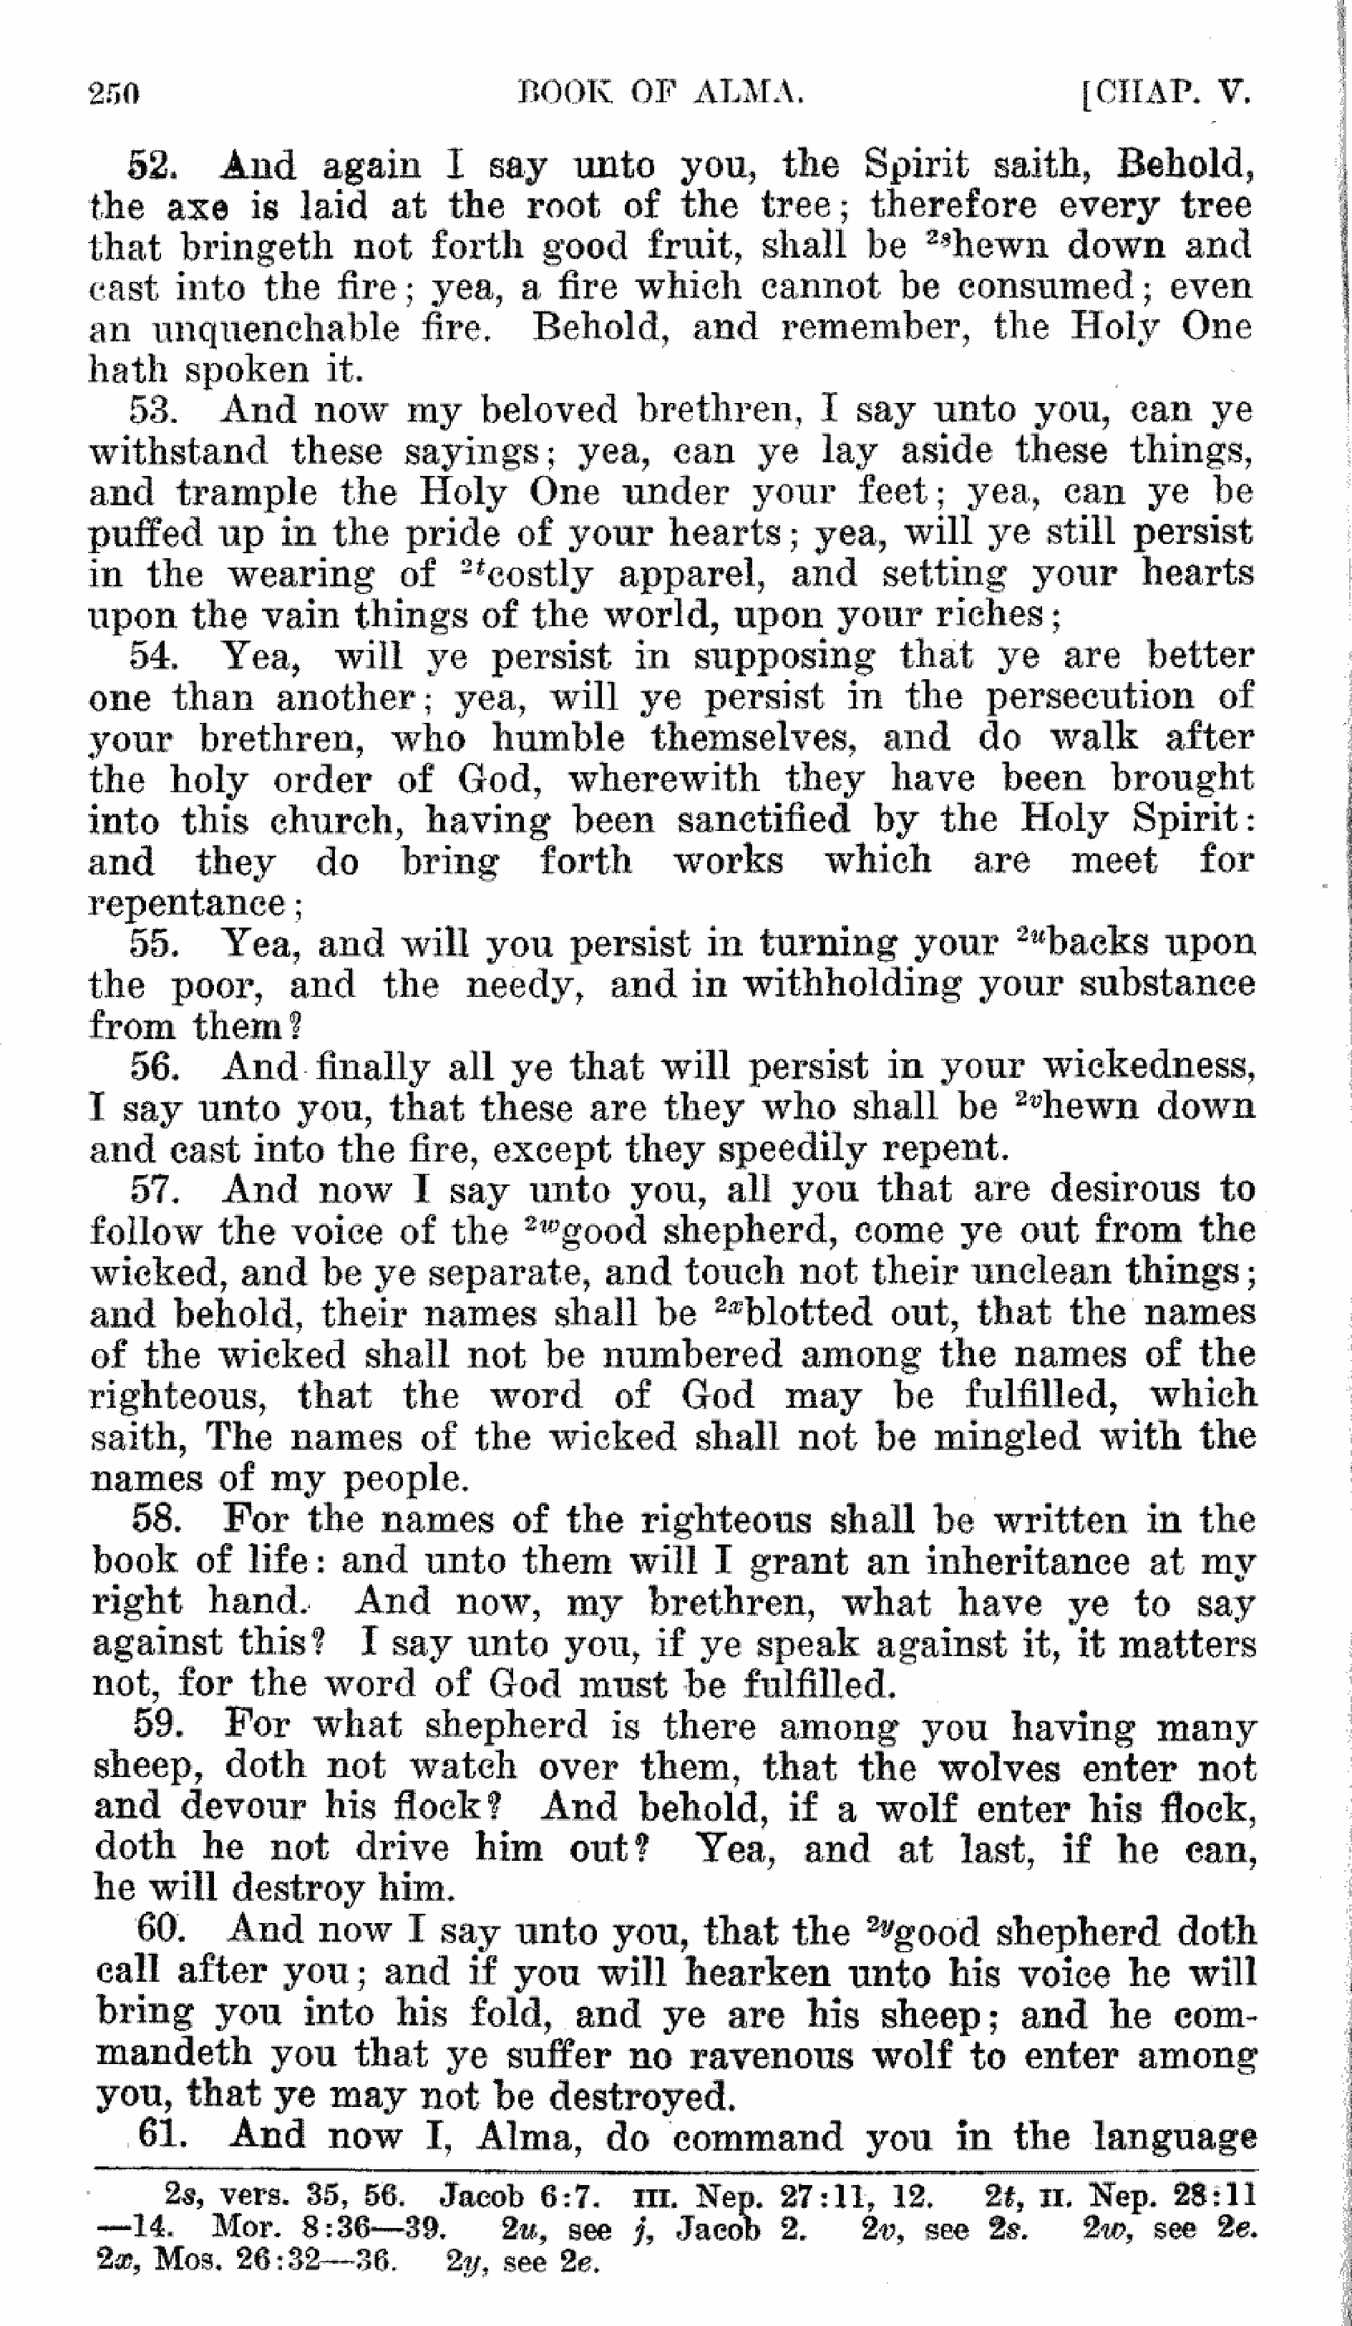 250 BOOK OF ALMA. [CHAP. V.
52. And again I say unto you, the Spirit saith, Behold,
the axe is laid at the root of the tree; therefore every tree
that bringeth not forth good fruit, shall be 2shewn down and
cast into the fire; yea, a fire which cannot be consumed; even
an unquenchable fire. Behold, and remember, the Holy One
hath spoken it.
53. And now my beloved brethren, I say unto you, can ye
withstand these sayings; yea, can ye lay aside these things,
and trample the Holy One under your feet; yea, can ye be
puffed up in the pride of your hearts; yea, will ye still persist
in the wearing of 2tcostly apparel, and setting your hearts
upon the vain things of the world, upon your riches;
54. Yea, will ye persist in supposing that ye are better
one than another; yea, will ye persist in the persecution of
your brethren, who humble themselves, and do walk after
the holy order of God, wherewith they have been brought
into this church, having been sanctified by the Holy Spirit:
and they do bring forth works which are meet for
repentance;
55. Yea, and will you persist in turning your 2ubacks upon
the poor, and the needy, and in withholding your substance
from them?
56. And finally all ye that will persist in your wickedness,
I say unto you, that these are they who shall be 2vhewn down
and cast into the fire, except they speedily repent.
57. And now I say unto you, all you that are desirous to
follow the voice of the 2wgood shepherd, come ye out from the
wicked, and be ye separate, and touch not their unclean things;
and behold, their names shall be 2xblotted out, that the names
of the wicked shall not be numbered among the names of the
righteous, that the word of God may be fulfilled, which
saith, The names of the wicked shall not be mingled with the
names of my people.
58. For the names of the righteous shall be written in the
book of life: and unto them will I grant an inheritance at my
right hand. And now, my brethren, what have ye to say
against this? I say unto you, if ye speak against it, it matters
not, for the word of God must be fulfilled.
59. For what shepherd is there among you having many
sheep, doth not watch over them, that the wolves enter not
and devour his flock? And behold, if a wolf enter his flock,
doth he not drive him out? Yea, and at last, if he can,
he will destroy him.
60. And now I say unto you, that the 2ygood shepherd doth
call after you; and if you will hearken unto his voice he will
bring you into his fold, and ye are his sheep; and he com-
mandeth you that ye suffer no ravenous wolf to enter among
you, that ye may not be destroyed.
61. And now I, Alma, do command you in the language
2s, vers. 35, 56. Jacob 6:7. III. Nep. 27:11, 12. 2t, II. Nep. 28:11
—14. Mor. 8:36—39. 2u, see j, Jacob 2. 2v, see 2s. 2w, see 2e.
2x, Mos. 26:32—36. 2y, see 2e.